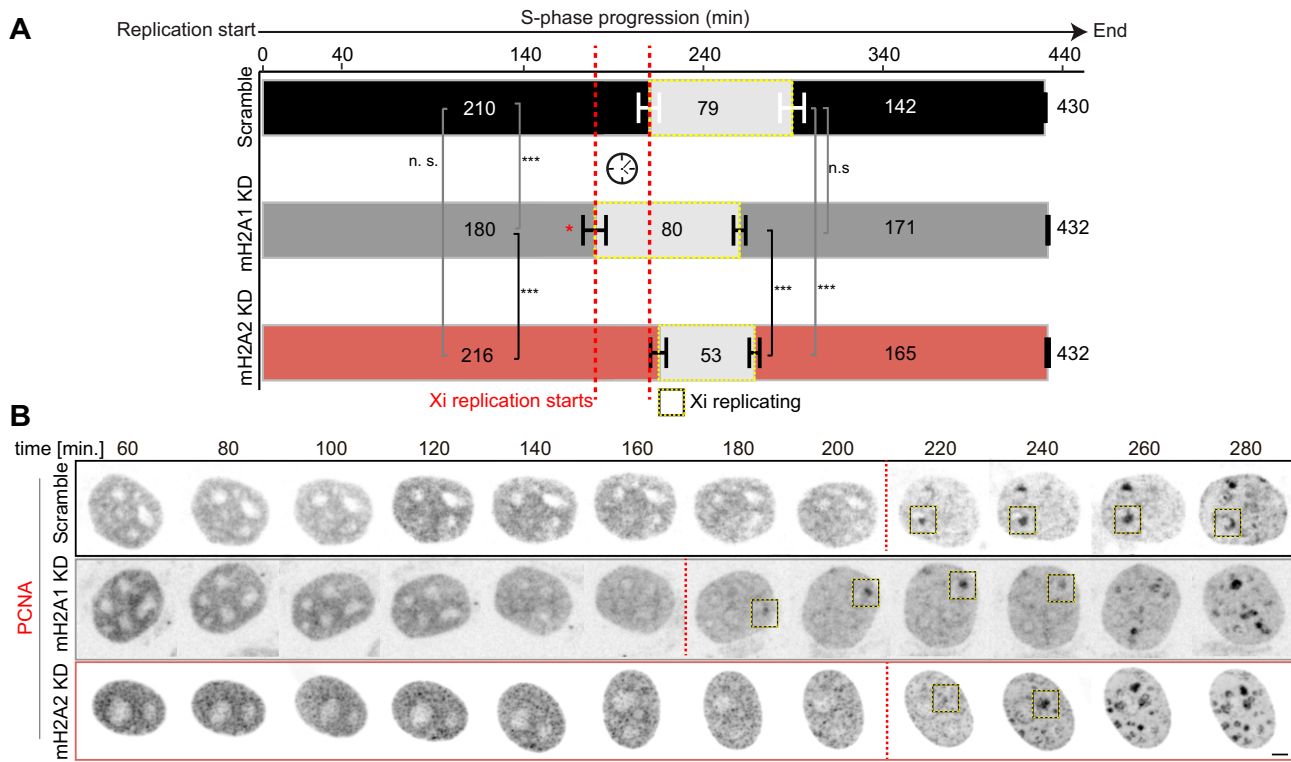 A
S-phase progression (min)
Replication start
End
0 40 140 240 340 440
Scramble
210 79 142 430
n. s.
***
n.s
mH2A1 KD
180 * 80 171 432
***
***
***
mH2A2 KD
216 53 165 432
Xi replication starts
Xi replicating
B
time [min.] 60 80 100 120 140 160 180 200 220 240 260 280
PCNA
Scramble
mH2A1 KD
mH2A2 KD